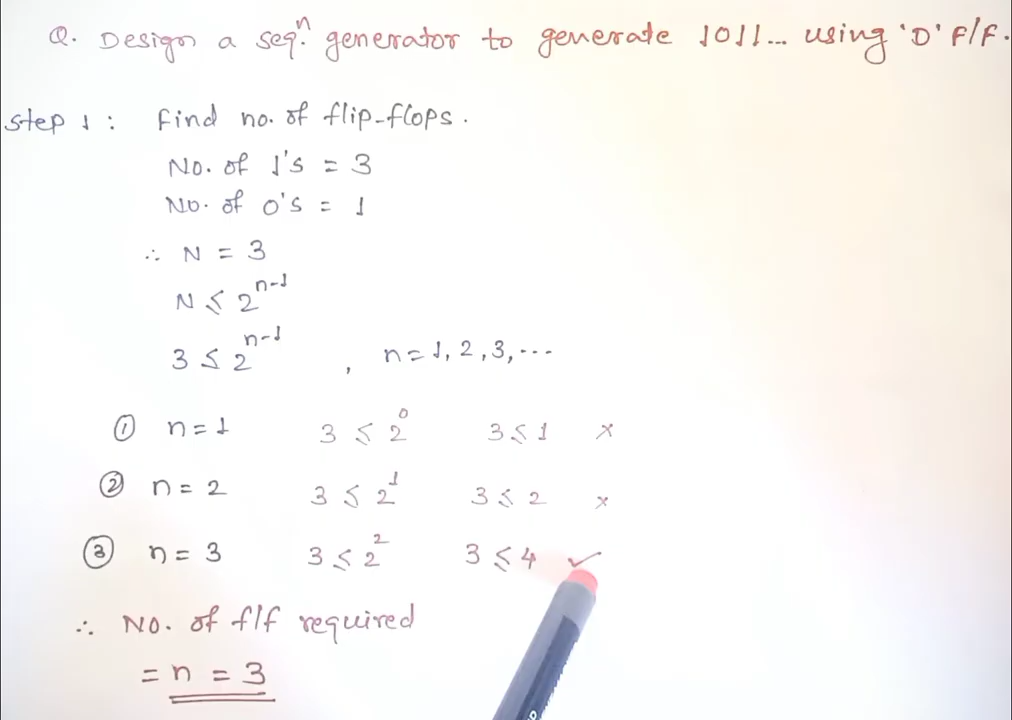 Q. Design a seqⁿ. generator to generate 1011... using 'D' F/F.
Step 1 : Find no. of flip-flops.
No. of 1's = 3
No. of 0's = 1
∴ N = 3
N ≤ 2ⁿ⁻¹
3 ≤ 2ⁿ⁻¹ , n = 1, 2, 3, ...
① n = 1 3 ≤ 2⁰ 3 ≤ 1 ×
② n = 2 3 ≤ 2¹ 3 ≤ 2 ×
③ n = 3 3 ≤ 2² 3 ≤ 4 ✓
∴ No. of f/f required
= n = 3